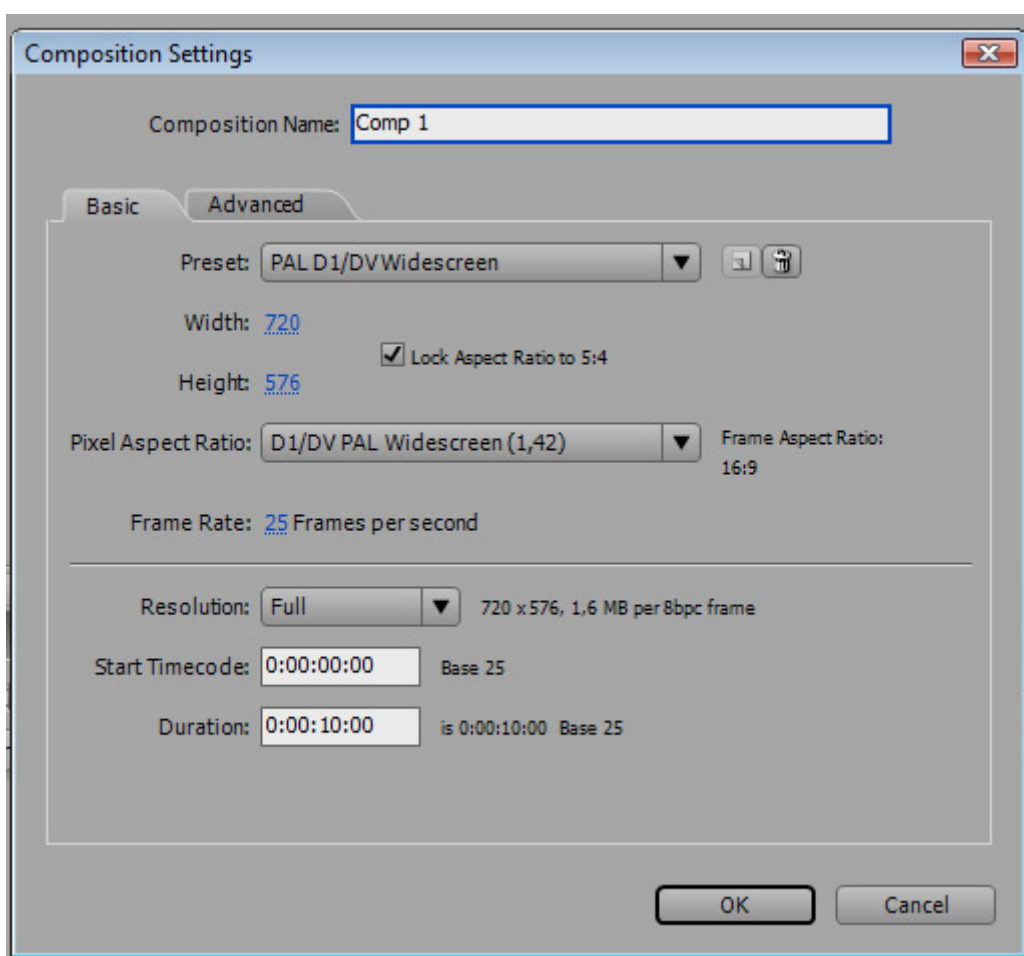 Composition Settings
Composition Name: Comp 1
Basic Advanced
Preset: PAL D1/DV Widescreen
Width: 720
Lock Aspect Ratio to 5:4
Height: 576
Pixel Aspect Ratio: D1/DV PAL Widescreen (1,42) Frame Aspect Ratio:
16:9
Frame Rate: 25 Frames per second
Resolution: Full 720 x 576, 1,6 MB per 8bpc frame
Start Timecode: 0:00:00:00 Base 25
Duration: 0:00:10:00 is 0:00:10:00 Base 25
OK Cancel